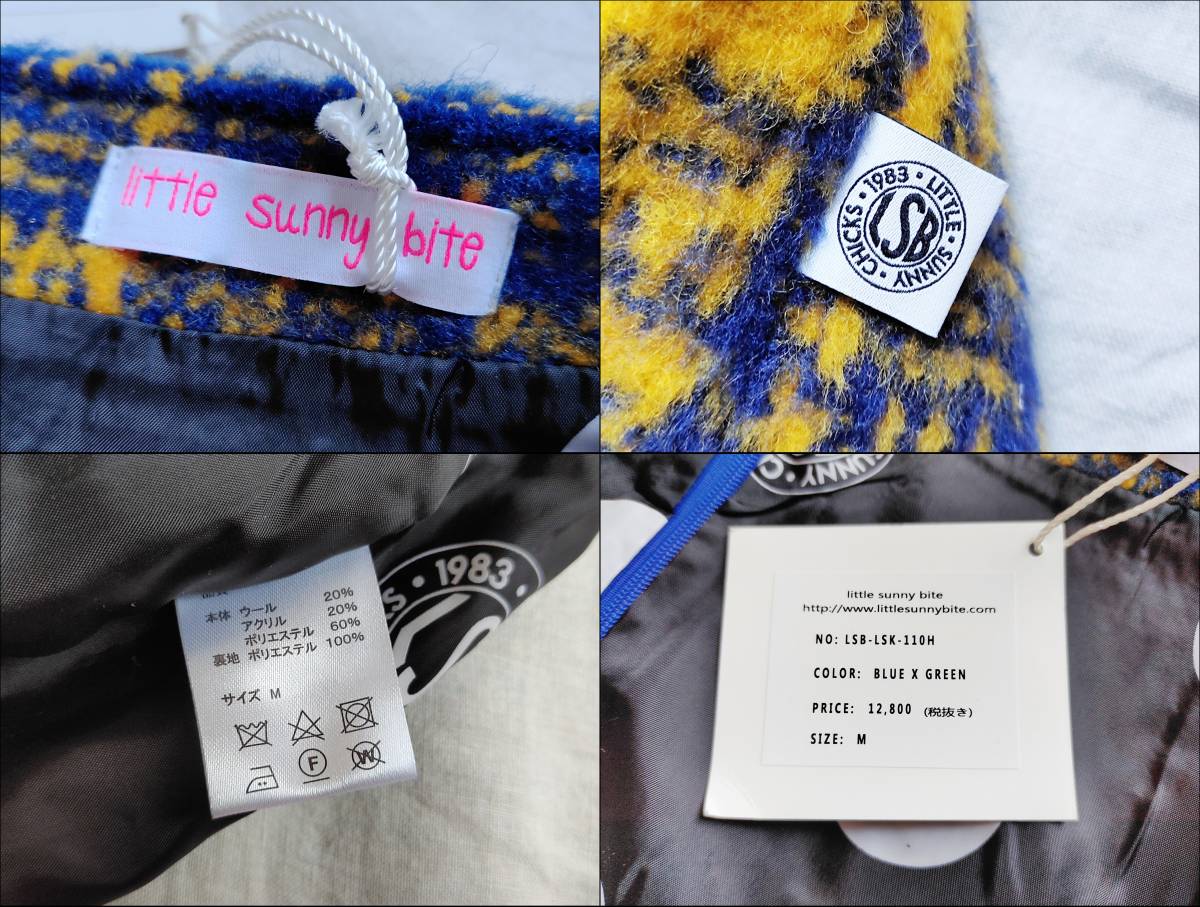 little sunny bite
1983 • LITTLE • SUNNY • CHICKS •
LSB
本体 ウール 20%
アクリル 20%
ポリエステル 60%
裏地 ポリエステル 100%
サイズ M
F
W
• 1983 •
SUNNY •
little sunny bite
http://www.littlesunnybite.com
NO: LSB-LSK-110H
COLOR: BLUE X GREEN
PRICE: 12,800 (税抜き)
SIZE: M